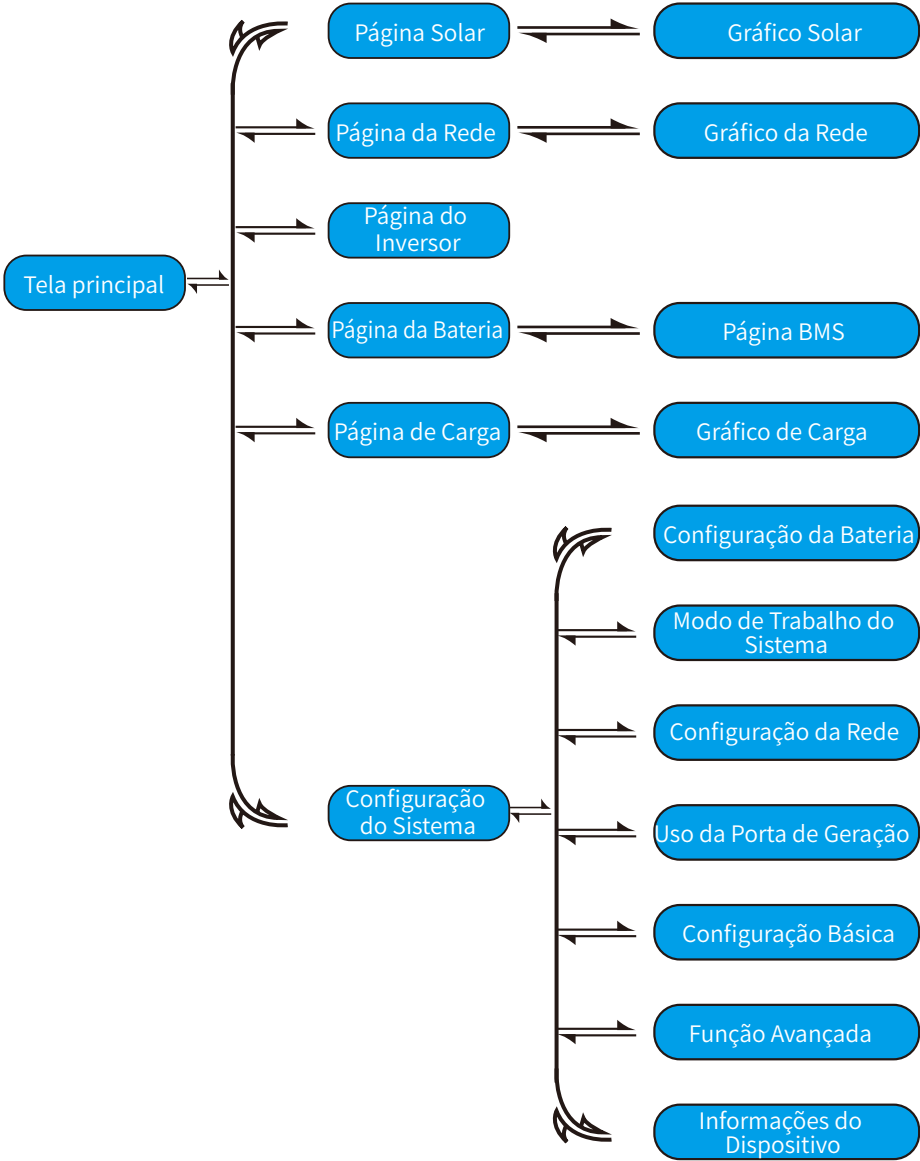 Página Solar
Gráfico Solar
Página da Rede
Gráfico da Rede
Página do
Inversor
Tela principal
Página da Bateria
Página BMS
Página de Carga
Gráfico de Carga
Configuração da Bateria
Modo de Trabalho do
Sistema
Configuração da Rede
Configuração
do Sistema
Uso da Porta de Geração
Configuração Básica
Função Avançada
Informações do
Dispositivo